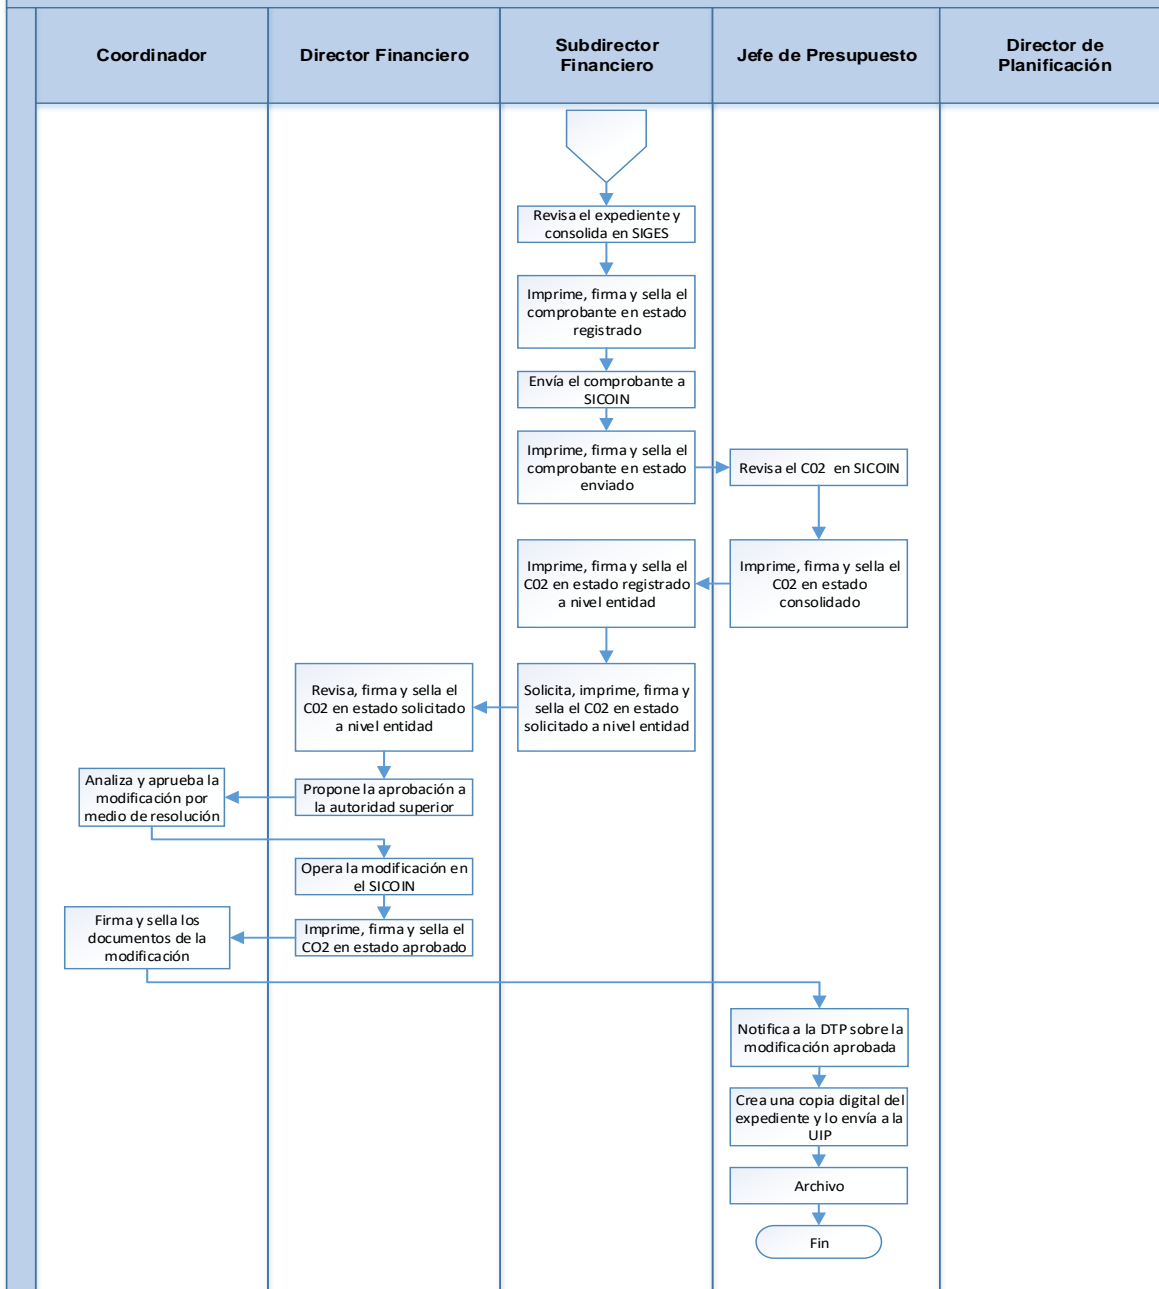 Coordinador
Director Financiero
Subdirector
Financiero
Jefe de Presupuesto
Director de
Planificación
Revisa el expediente y
consolida en SIGES
Imprime, firma y sella el
comprobante en estado
registrado
Envía el comprobante a
SICOIN
Imprime, firma y sella el
comprobante en estado
enviado
Revisa el C02 en SICOIN
Imprime, firma y sella el
C02 en estado
consolidado
Imprime, firma y sella el
C02 en estado registrado
a nivel entidad
Solicita, imprime, firma y
sella el C02 en estado
solicitado a nivel entidad
Revisa, firma y sella el
C02 en estado solicitado
a nivel entidad
Propone la aprobación a
la autoridad superior
Analiza y aprueba la
modificación por
medio de resolución
Opera la modificación en
el SICOIN
Imprime, firma y sella el
CO2 en estado aprobado
Firma y sella los
documentos de la
modificación
Notifica a la DTP sobre la
modificación aprobada
Crea una copia digital del
expediente y lo envía a la
UIP
Archivo
Fin